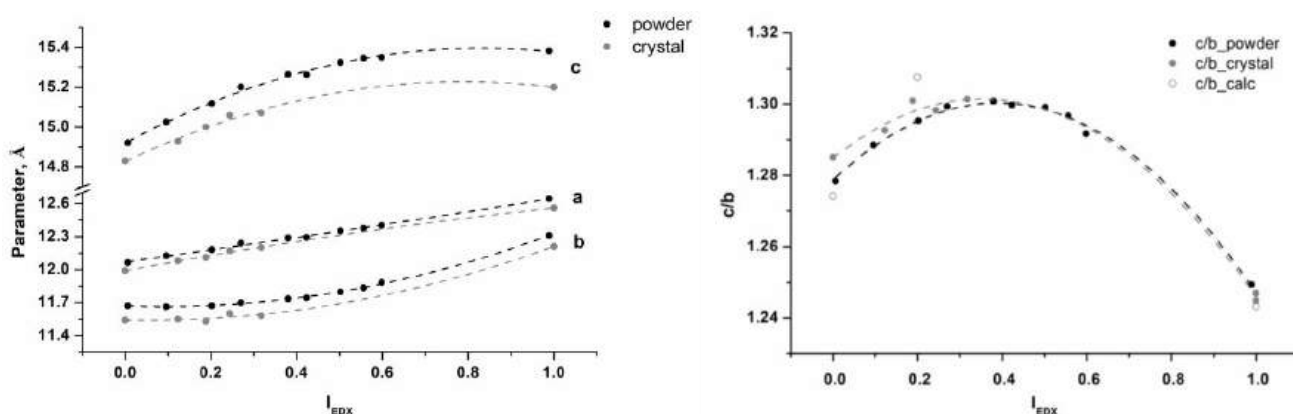 powder
crystal
15.4
15.2
15.0
14.8
12.6
12.3
12.0
11.7
11.4
Parameter, Å
c
a
b
0.0 0.2 0.4 0.6 0.8 1.0
I_EDX
1.32
1.30
1.28
1.26
1.24
c/b
c/b_powder
c/b_crystal
c/b_calc
0.0 0.2 0.4 0.6 0.8 1.0
I_EDX